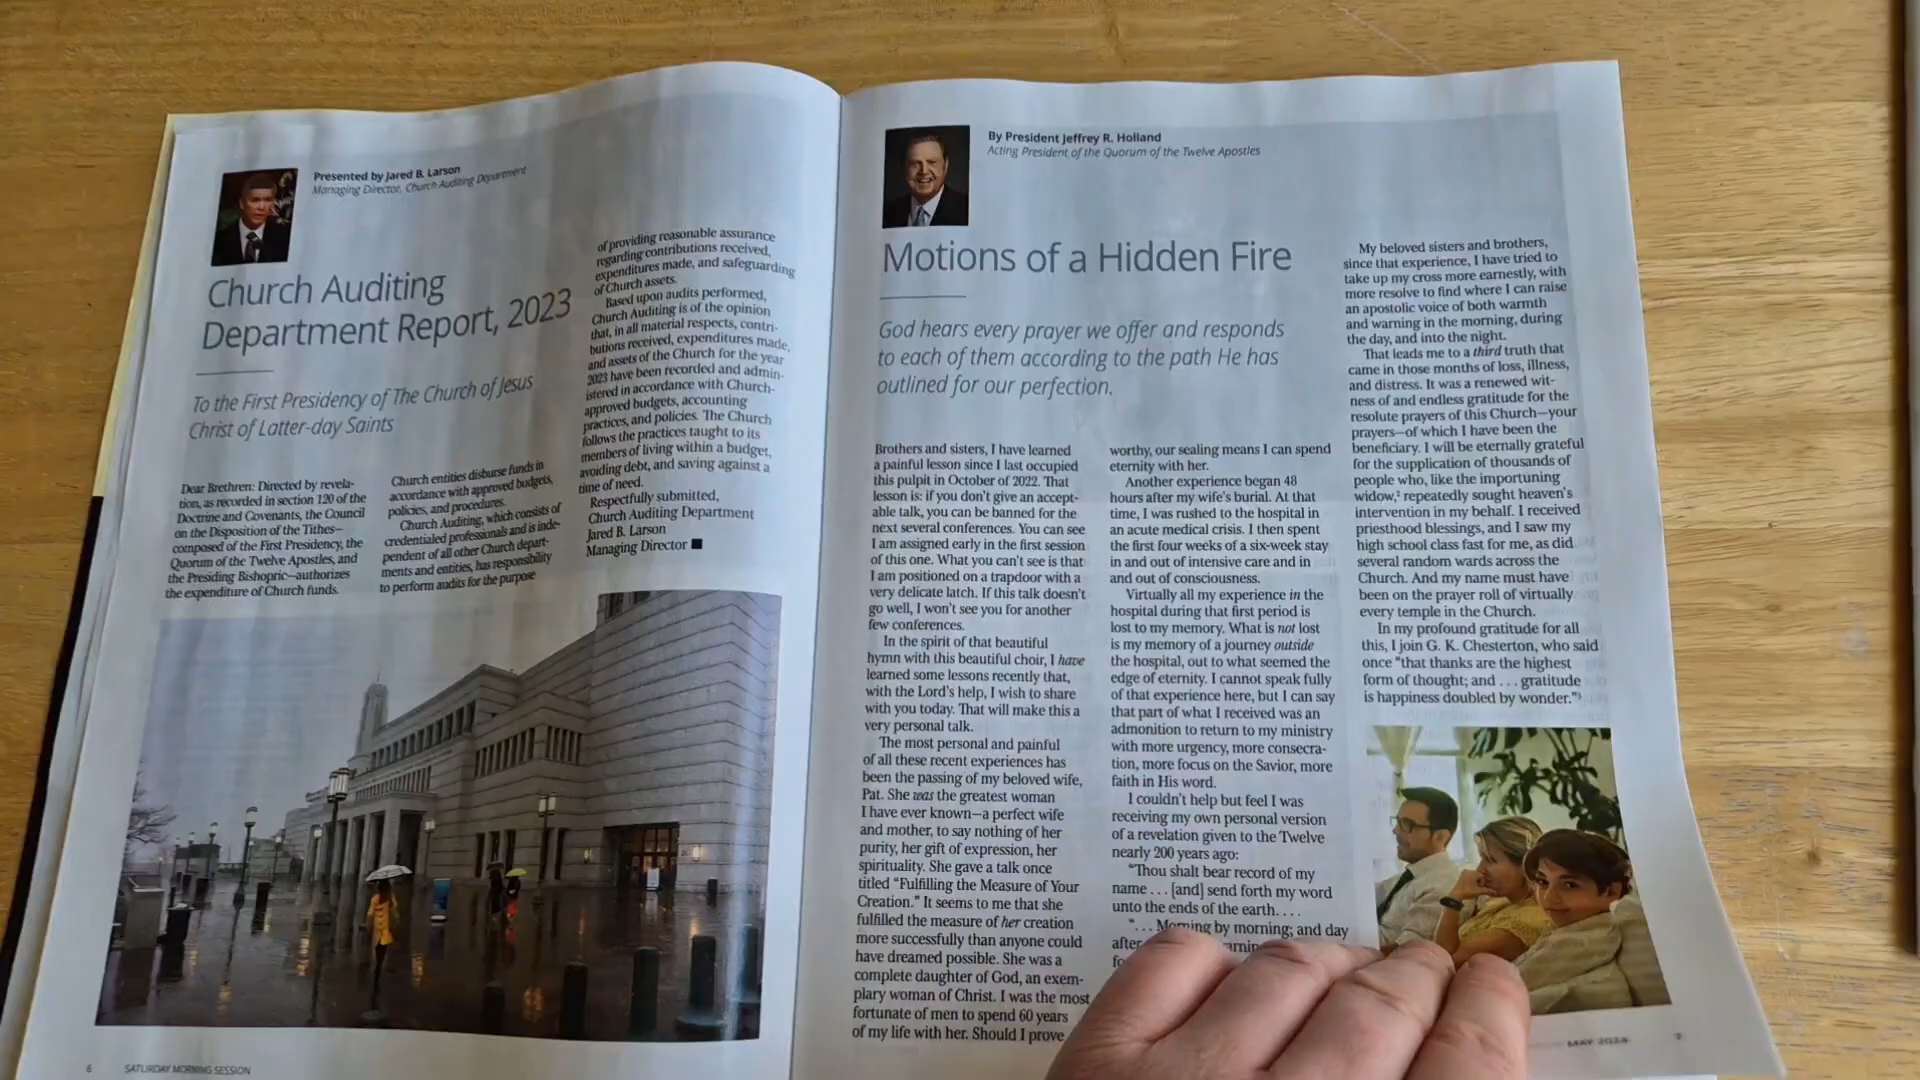 Presented by Jared B. Larson
Managing Director, Church Auditing Department
Church Auditing
Department Report, 2023
To the First Presidency of The Church of Jesus
Christ of Latter-day Saints
Dear Brethren: Directed by revela-
tion, as recorded in section 120 of the
Doctrine and Covenants, the Council
on the Disposition of the Tithes—
composed of the First Presidency, the
Quorum of the Twelve Apostles, and
the Presiding Bishopric—authorizes
the expenditure of Church funds.
Church entities disburse funds in
accordance with approved budgets,
policies, and procedures.
Church Auditing, which consists of
credentialed professionals and is inde-
pendent of all other Church depart-
ments and entities, has responsibility
to perform audits for the purpose
of providing reasonable assurance
regarding contributions received,
expenditures made, and safeguarding
of Church assets.
Based upon audits performed,
Church Auditing is of the opinion
that, in all material respects, contri-
butions received, expenditures made,
and assets of the Church for the year
2023 have been recorded and admin-
istered in accordance with Church-
approved budgets, accounting
practices, and policies. The Church
follows the practices taught to its
members of living within a budget,
avoiding debt, and saving against a
time of need.
Respectfully submitted,
Church Auditing Department
Jared B. Larson
Managing Director ■
6 SATURDAY MORNING SESSION
By President Jeffrey R. Holland
Acting President of the Quorum of the Twelve Apostles
Motions of a Hidden Fire
God hears every prayer we offer and responds
to each of them according to the path He has
outlined for our perfection.
Brothers and sisters, I have learned
a painful lesson since I last occupied
this pulpit in October of 2022. That
lesson is: if you don't give an accept-
able talk, you can be banned for the
next several conferences. You can see
I am assigned early in the first session
of this one. What you can't see is that
I am positioned on a trapdoor with a
very delicate latch. If this talk doesn't
go well, I won't see you for another
few conferences.
In the spirit of that beautiful
hymn with this beautiful choir, I have
learned some lessons recently that,
with the Lord's help, I wish to share
with you today. That will make this a
very personal talk.
The most personal and painful
of all these recent experiences has
been the passing of my beloved wife,
Pat. She was the greatest woman
I have ever known—a perfect wife
and mother, to say nothing of her
purity, her gift of expression, her
spirituality. She gave a talk once
titled “Fulfilling the Measure of Your
Creation.” It seems to me that she
fulfilled the measure of her creation
more successfully than anyone could
have dreamed possible. She was a
complete daughter of God, an exem-
plary woman of Christ. I was the most
fortunate of men to spend 60 years
of my life with her. Should I prove
worthy, our sealing means I can spend
eternity with her.
Another experience began 48
hours after my wife's burial. At that
time, I was rushed to the hospital in
an acute medical crisis. I then spent
the first four weeks of a six-week stay
in and out of intensive care and in
and out of consciousness.
Virtually all my experience in the
hospital during that first period is
lost to my memory. What is not lost
is my memory of a journey outside
the hospital, out to what seemed the
edge of eternity. I cannot speak fully
of that experience here, but I can say
that part of what I received was an
admonition to return to my ministry
with more urgency, more consecra-
tion, more focus on the Savior, more
faith in His word.
I couldn't help but feel I was
receiving my own personal version
of a revelation given to the Twelve
nearly 200 years ago:
“Thou shalt bear record of my
name . . . [and] send forth my word
unto the ends of the earth. . . .
“. . . Morning by morning; and day
after
My beloved sisters and brothers,
since that experience, I have tried to
take up my cross more earnestly, with
more resolve to find where I can raise
an apostolic voice of both warmth
and warning in the morning, during
the day, and into the night.
That leads me to a third truth that
came in those months of loss, illness,
and distress. It was a renewed wit-
ness of and endless gratitude for the
resolute prayers of this Church—your
prayers—of which I have been the
beneficiary. I will be eternally grateful
for the supplication of thousands of
people who, like the importuning
widow,² repeatedly sought heaven's
intervention in my behalf. I received
priesthood blessings, and I saw my
high school class fast for me, as did
several random wards across the
Church. And my name must have
been on the prayer roll of virtually
every temple in the Church.
In my profound gratitude for all
this, I join G. K. Chesterton, who said
once “that thanks are the highest
form of thought; and . . . gratitude
is happiness doubled by wonder.”³
MAY 2024 7